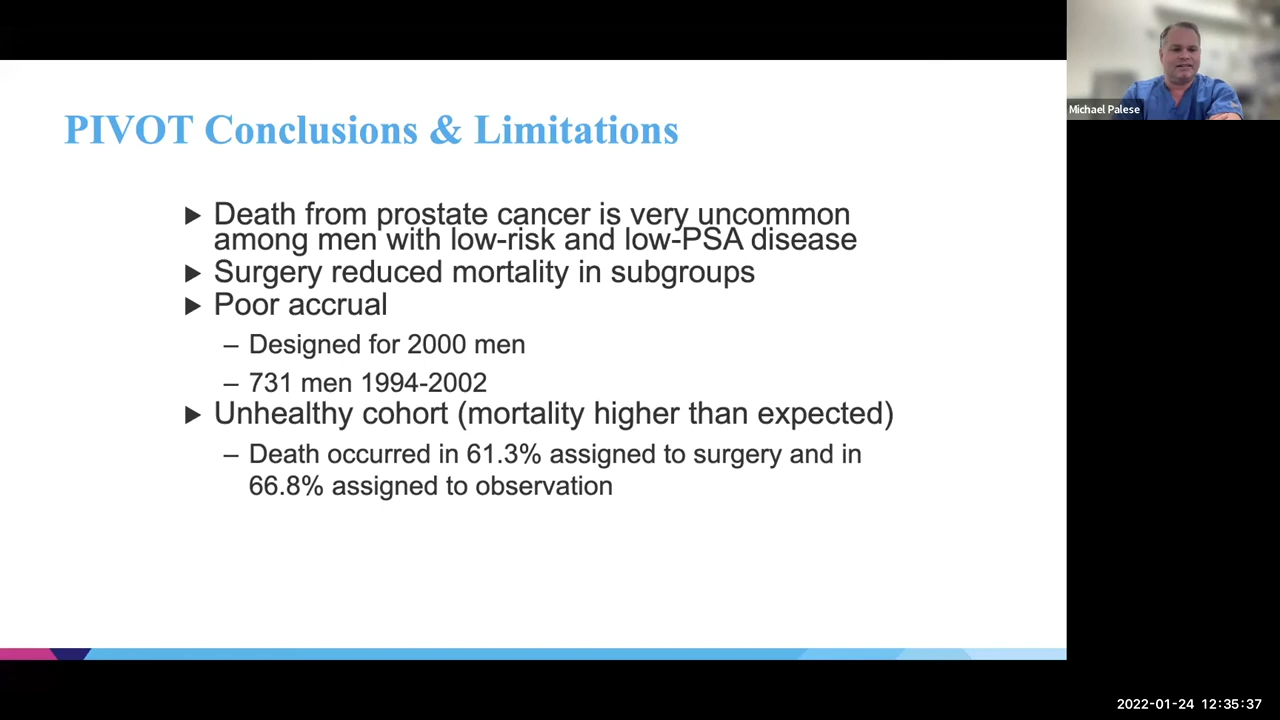 PIVOT Conclusions & Limitations
▶ Death from prostate cancer is very uncommon
among men with low-risk and low-PSA disease
▶ Surgery reduced mortality in subgroups
▶ Poor accrual
– Designed for 2000 men
– 731 men 1994-2002
▶ Unhealthy cohort (mortality higher than expected)
– Death occurred in 61.3% assigned to surgery and in
66.8% assigned to observation
Michael Palese
2022-01-24 12:35:37